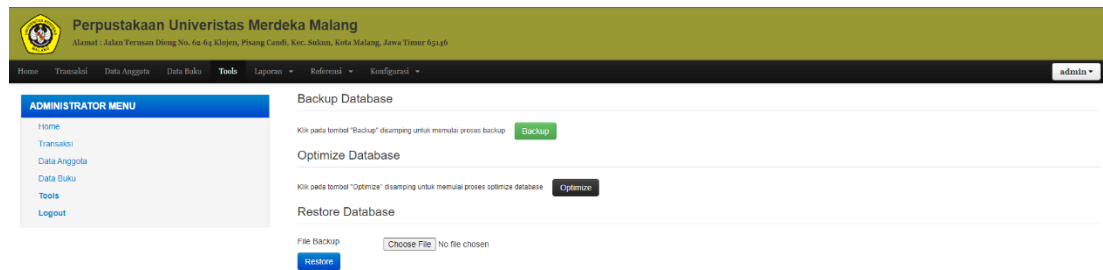 Perpustakaan Univeristas Merdeka Malang
Alamat : Jalan Terusan Dieng No. 62-64 Klojen, Pisang Candi, Kec. Sukun, Kota Malang, Jawa Timur 65146
Home Transaksi Data Anggota Data Buku Tools Laporan Referensi Konfigurasi admin
ADMINISTRATOR MENU
Home
Transaksi
Data Anggota
Data Buku
Tools
Logout
Backup Database
Klik pada tombol "Backup" disamping untuk memulai proses backup Backup
Optimize Database
Klik pada tombol "Optimize" disamping untuk memulai proses optimize database Optimize
Restore Database
File Backup Choose File No file chosen
Restore